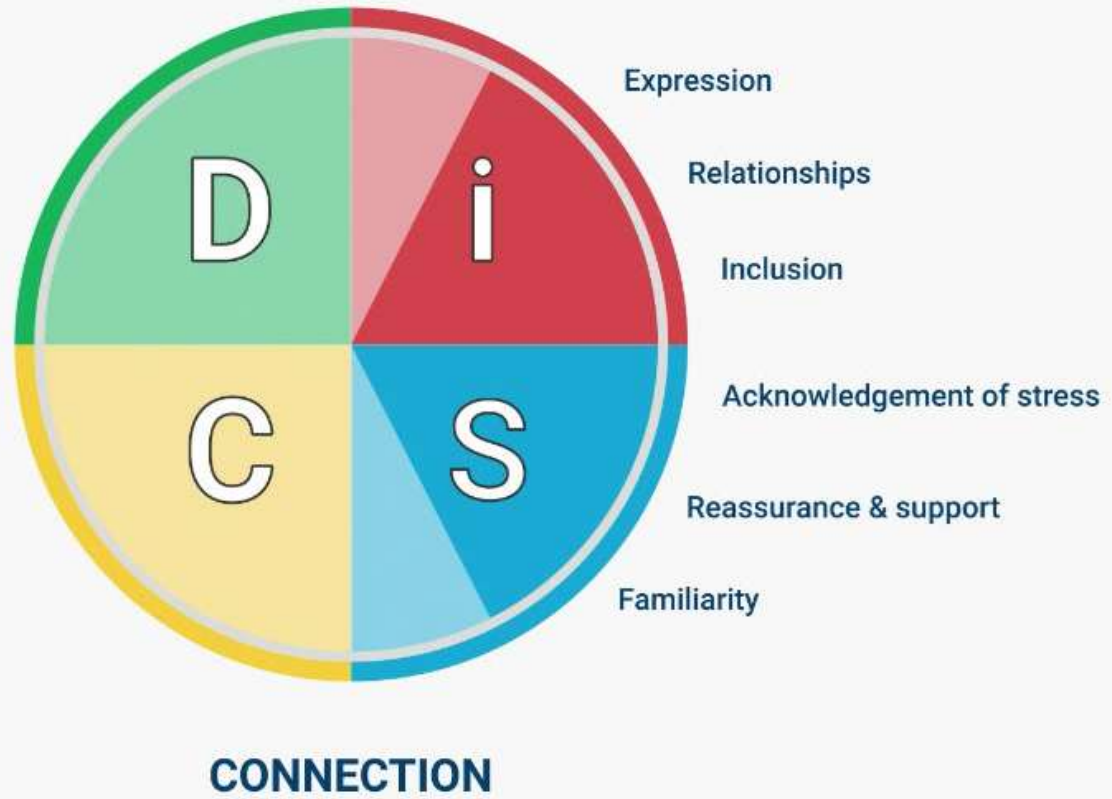 Expression
D
i
Relationships
Inclusion
Acknowledgement of stress
C
S
Reassurance & support
Familiarity
CONNECTION